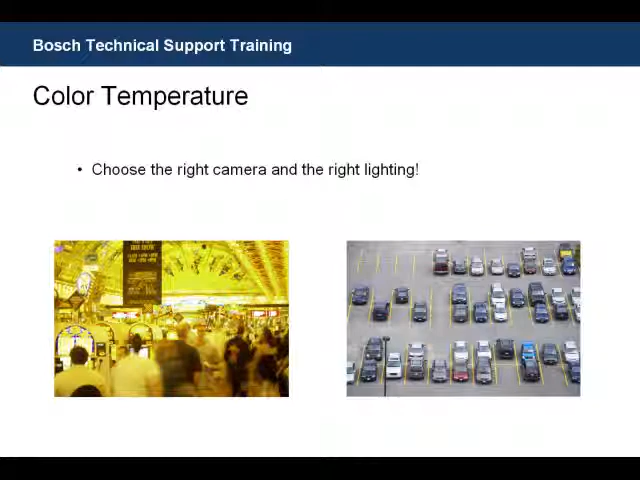 Bosch Technical Support Training
Color Temperature
• Choose the right camera and the right lighting!